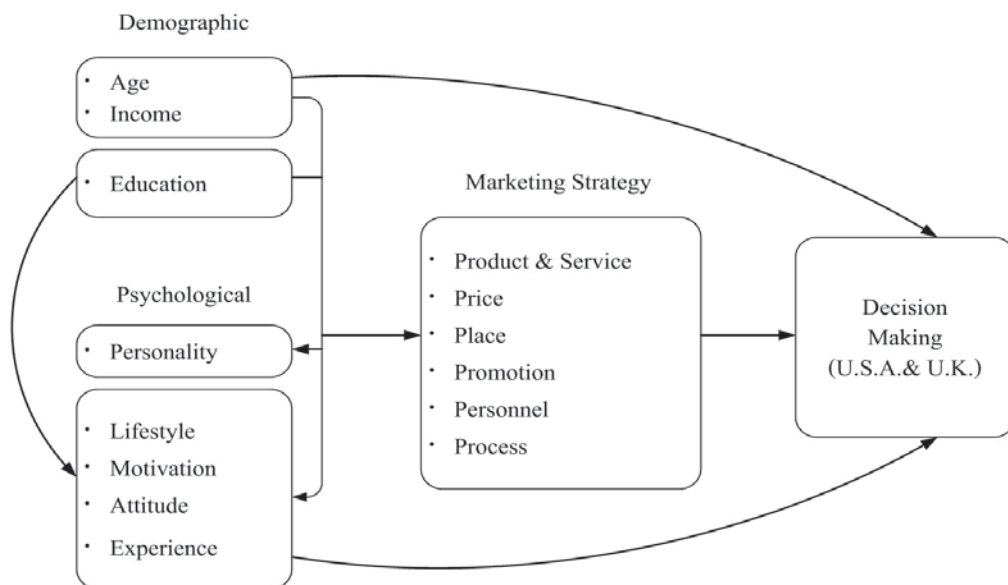 Demographic
• Age
• Income
• Education
Psychological
• Personality
• Lifestyle
• Motivation
• Attitude
• Experience
Marketing Strategy
• Product & Service
• Price
• Place
• Promotion
• Personnel
• Process
Decision
Making
(U.S.A.& U.K.)